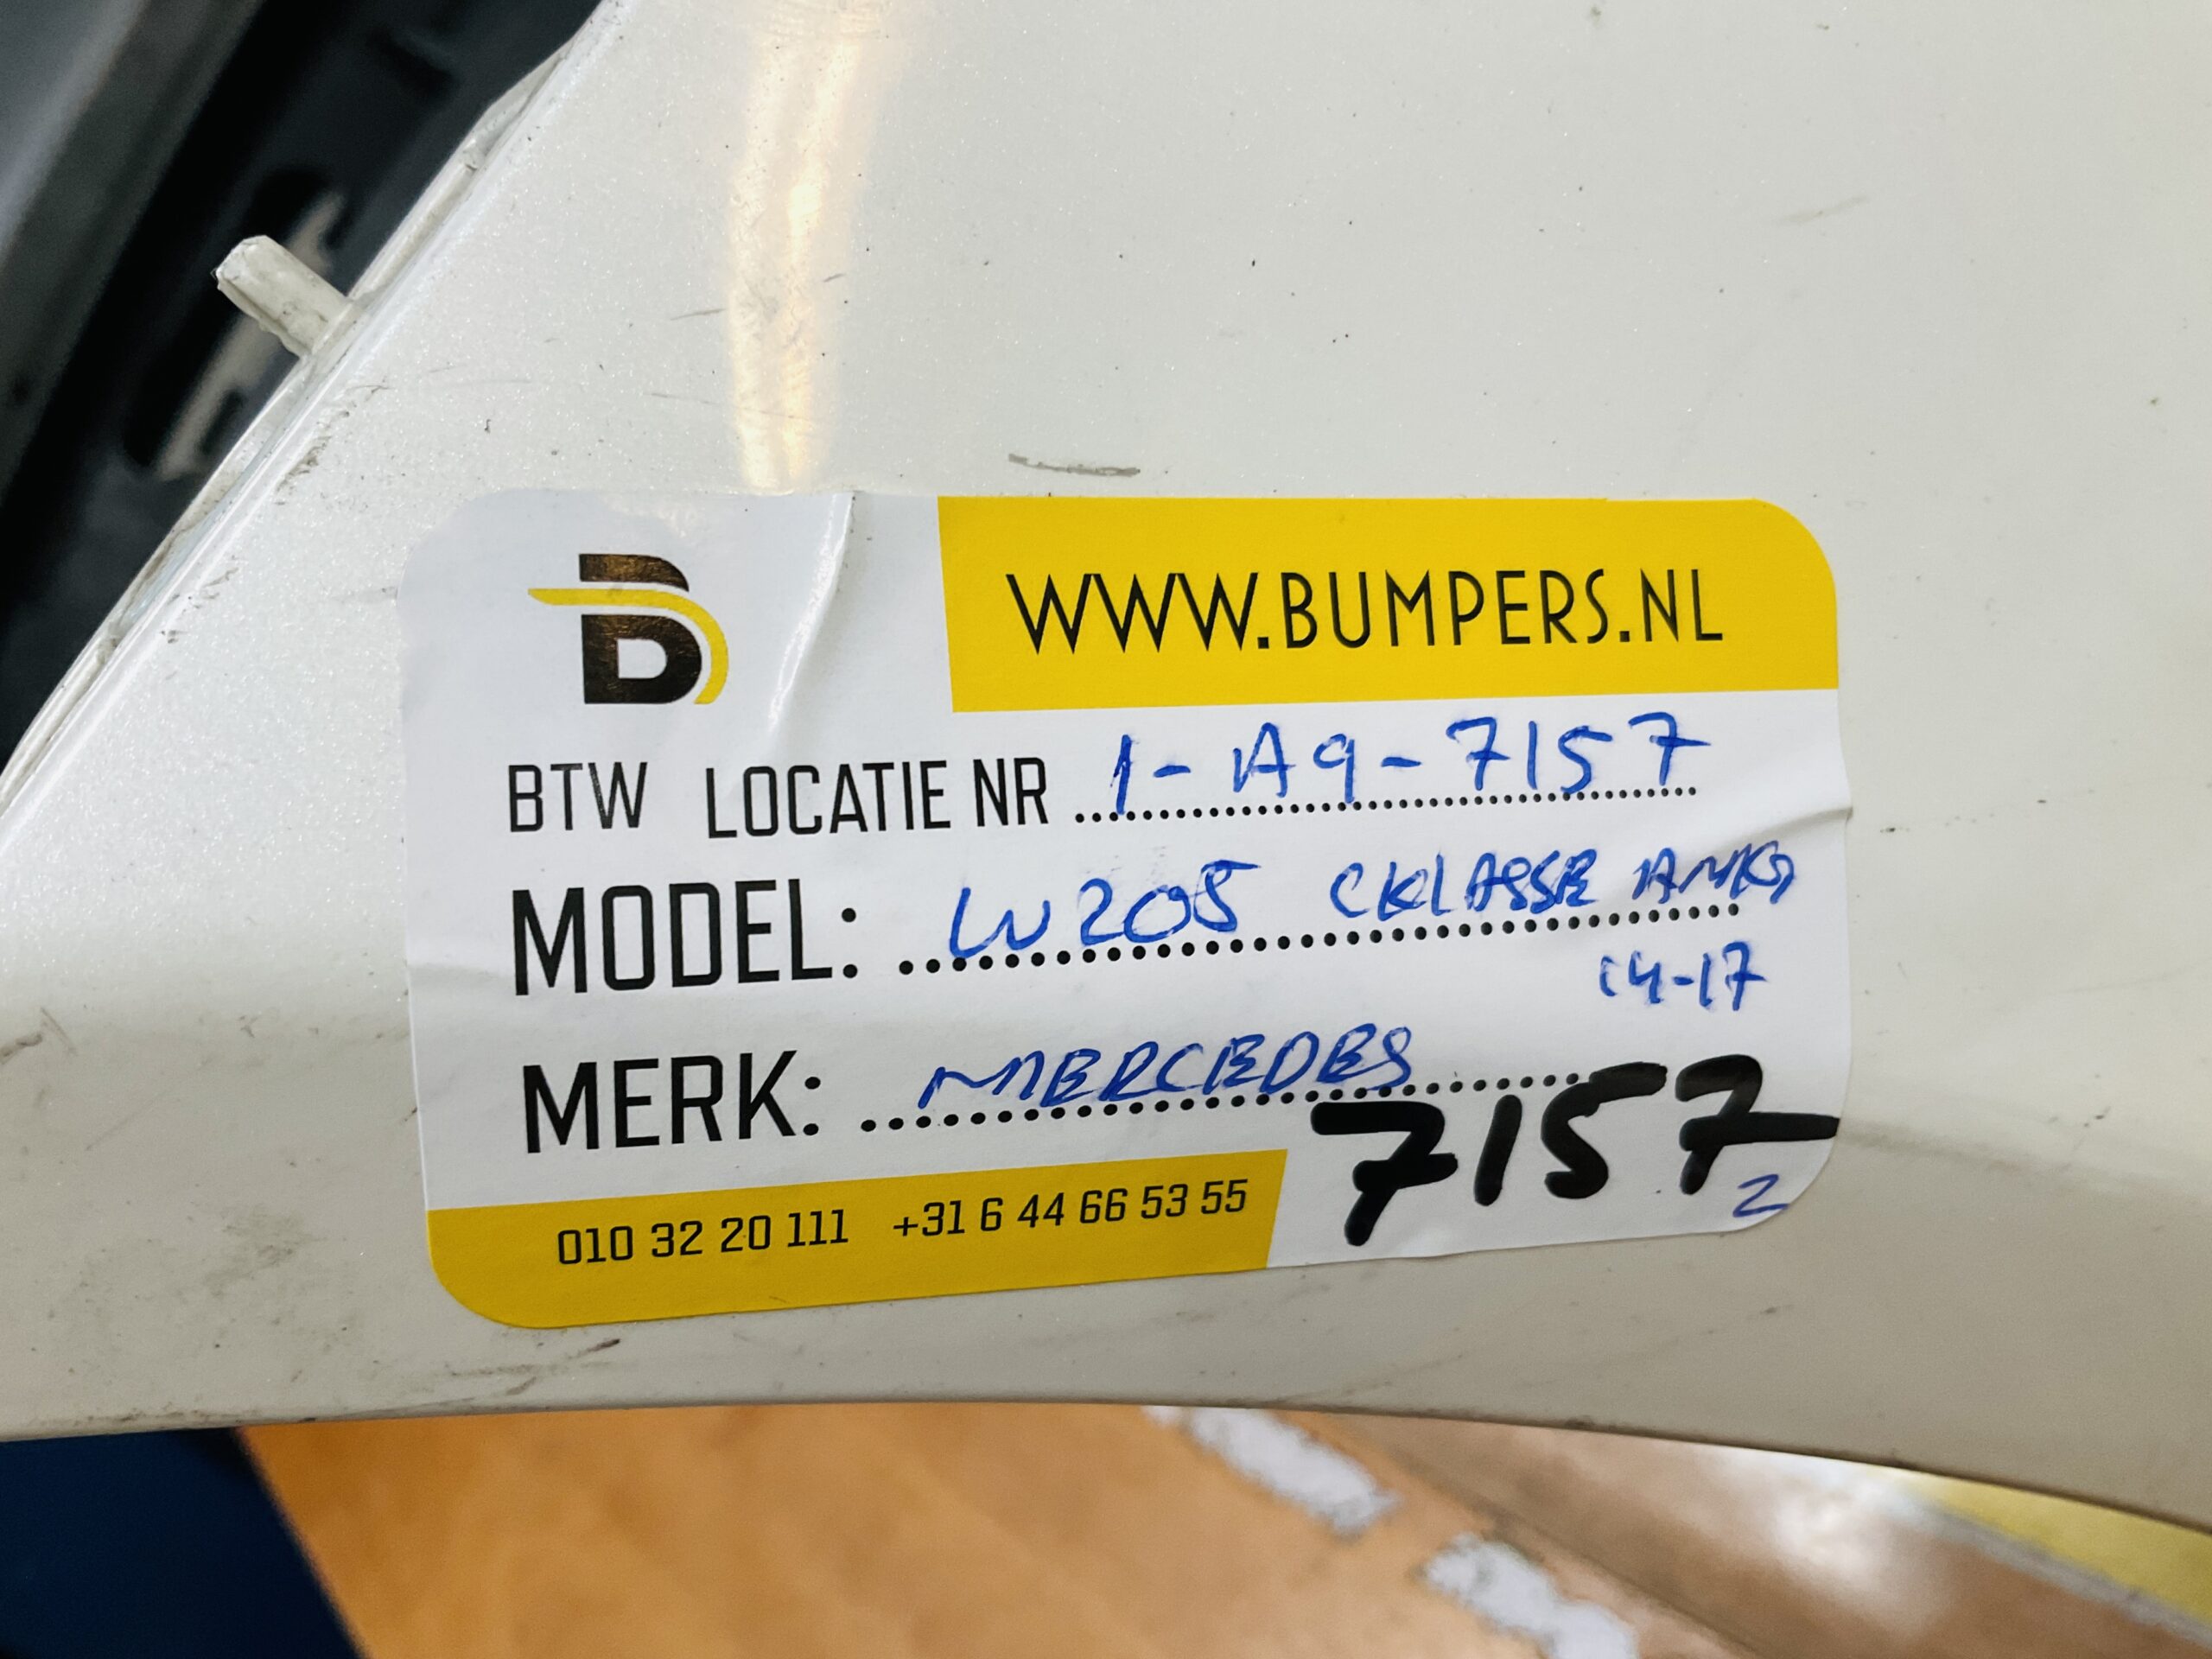 B
WWW.BUMPERS.NL
BTW LOCATIE NR 1-A9-7157
MODEL: W205 CKLASSE AMG
14-17
MERK: MERCEDES
7157
2
010 32 20 111 +31 6 44 66 53 55